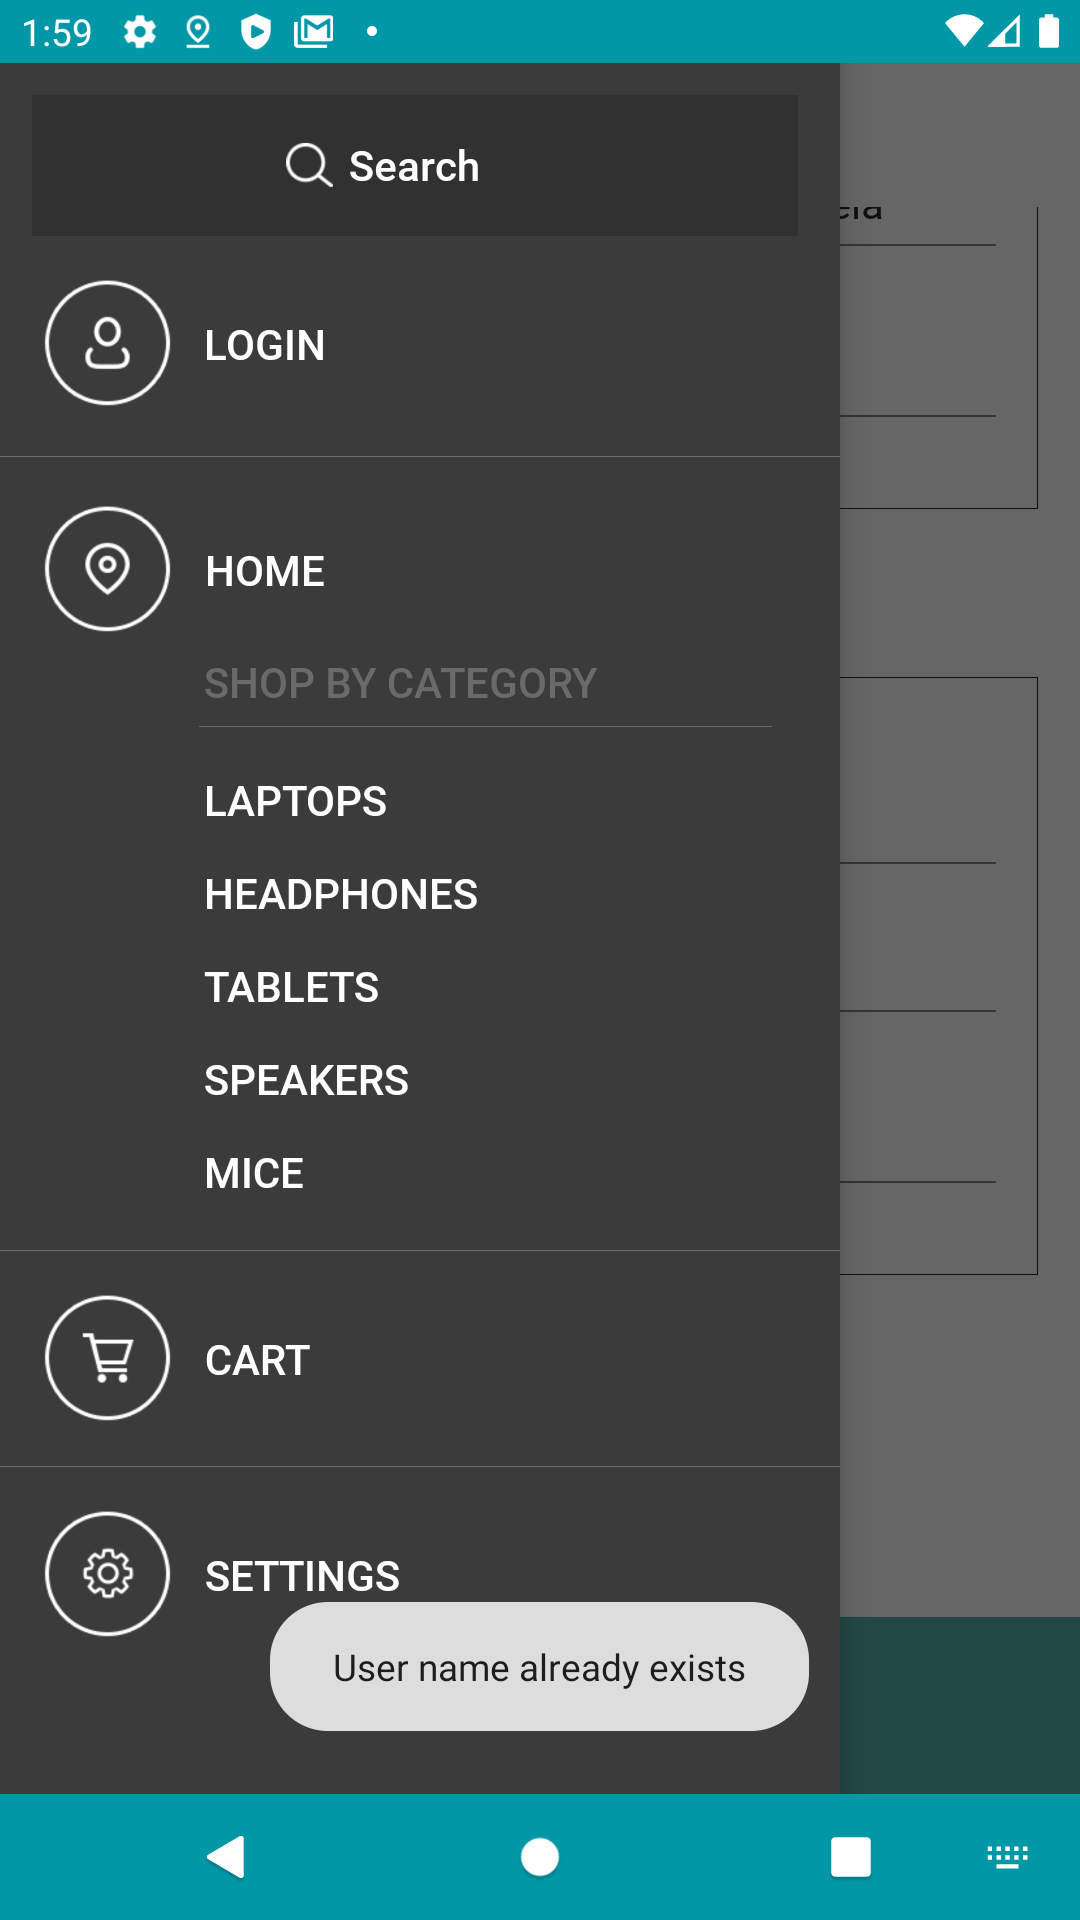 1:59
Search
LOGIN
HOME
SHOP BY CATEGORY
LAPTOPS
HEADPHONES
TABLETS
SPEAKERS
MICE
CART
SETTINGS
User name already exists